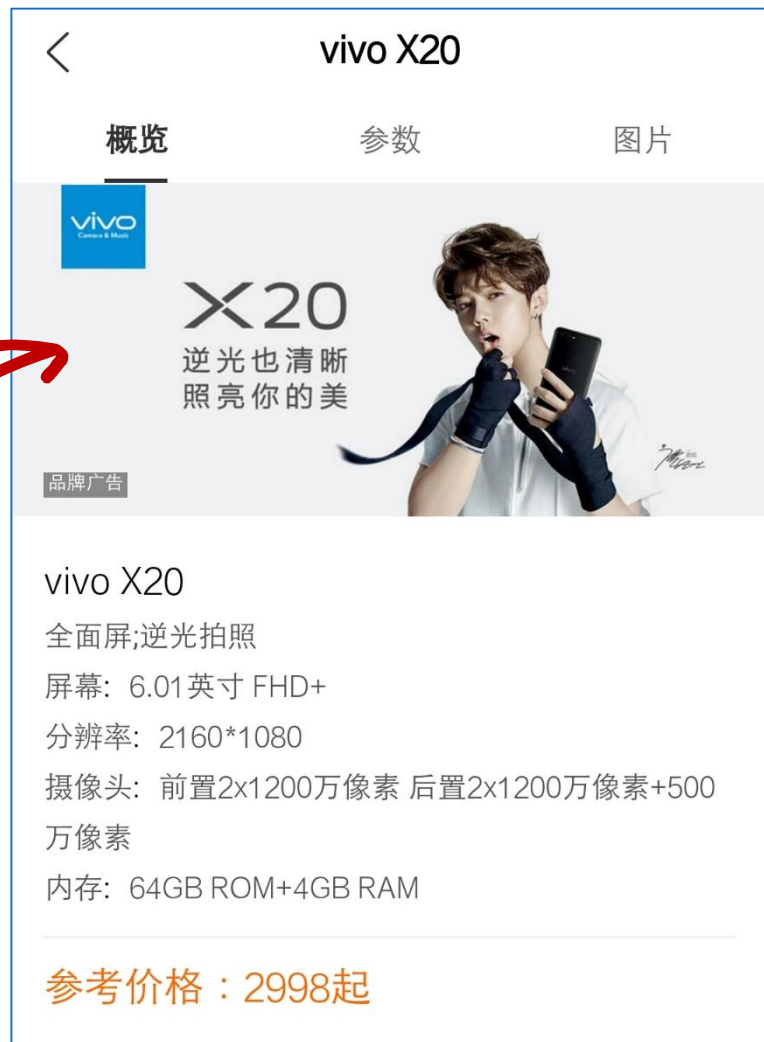 vivo X20
概览 参数 图片
vivo
Camera & Music
X20
逆光也清晰
照亮你的美
vivo
品牌广告
vivo X20
全面屏;逆光拍照
屏幕: 6.01英寸 FHD+
分辨率: 2160*1080
摄像头: 前置2x1200万像素 后置2x1200万像素+500
万像素
内存: 64GB ROM+4GB RAM
参考价格：2998起